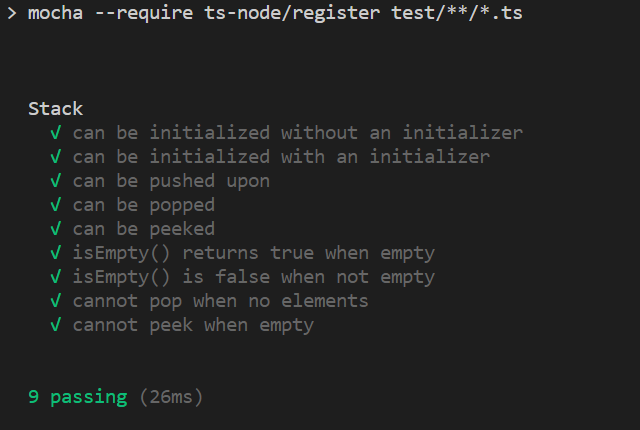 > mocha --require ts-node/register test/**/*.ts
Stack
√ can be initialized without an initializer
√ can be initialized with an initializer
√ can be pushed upon
√ can be popped
√ can be peeked
√ isEmpty() returns true when empty
√ isEmpty() is false when not empty
√ cannot pop when no elements
√ cannot peek when empty
9 passing (26ms)